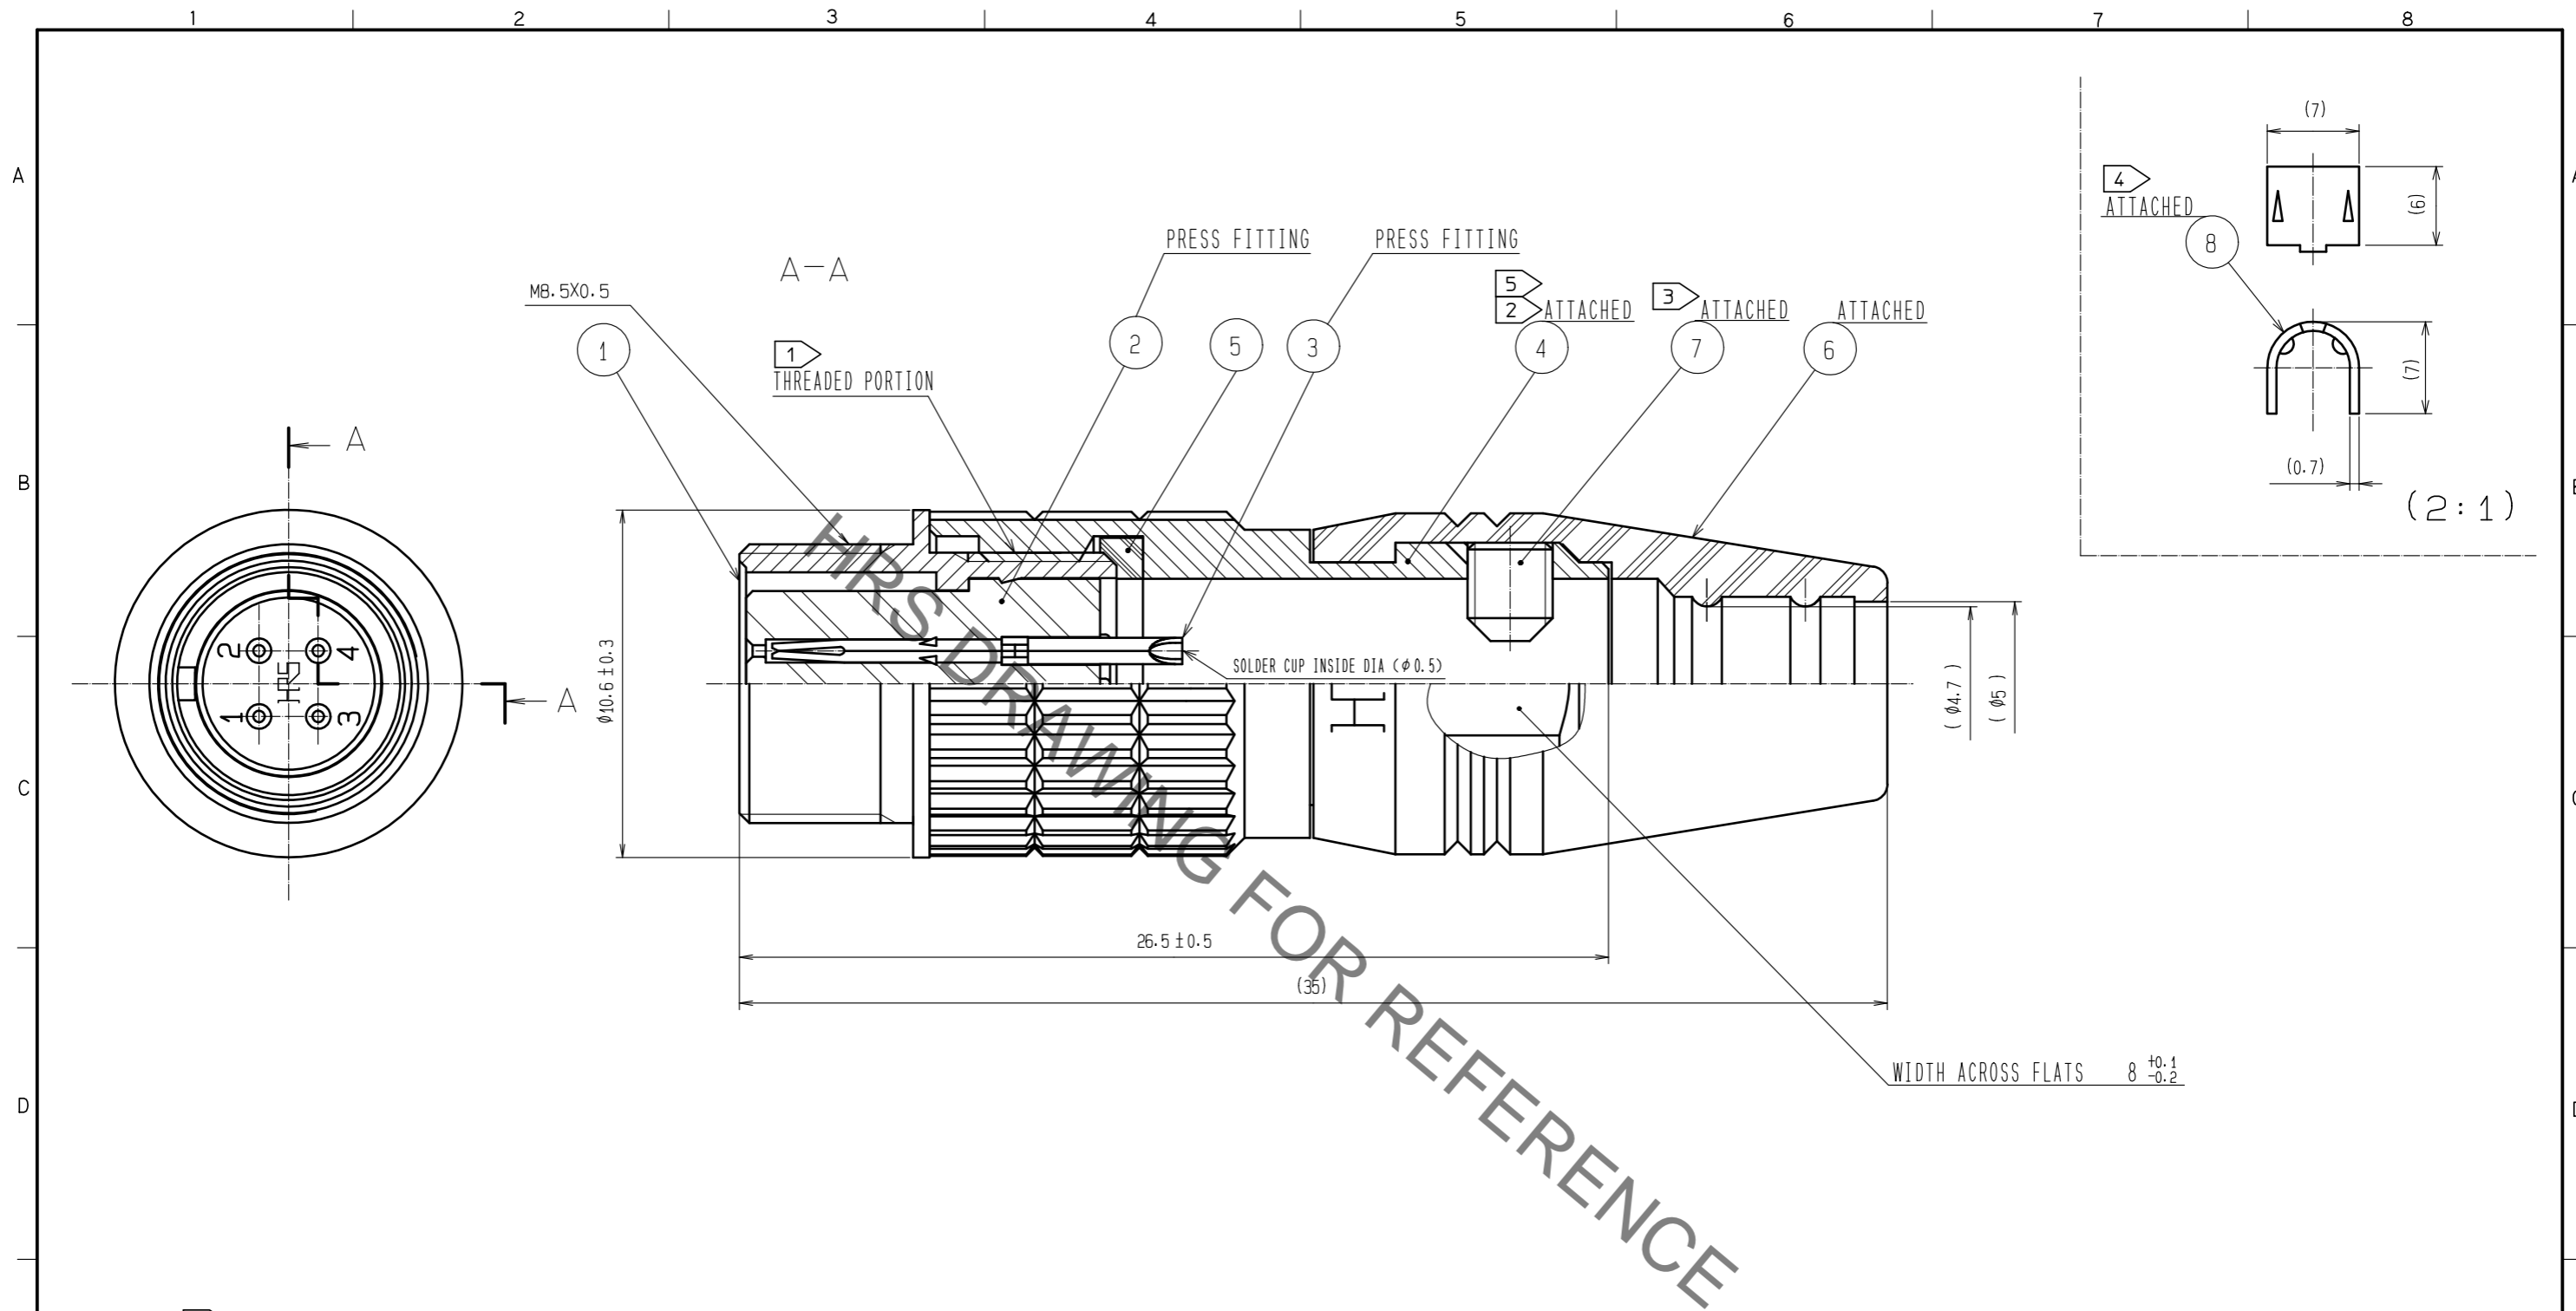 1 2 3 4 5 6 7 8
A
B
C
D
A-A
M8.5X0.5
1
1
THREADED PORTION
PRESS FITTING
2
5
PRESS FITTING
3
5
2 ATTACHED
4
3 ATTACHED
7
ATTACHED
6
4
ATTACHED
8
(7)
(6)
(7)
(0.7)
(2:1)
A
A
2 4
HRS
1 3
φ10.6±0.3
SOLDER CUP INSIDE DIA (φ0.5)
H
(φ4.7)
(φ5)
26.5±0.5
(35)
WIDTH ACROSS FLATS 8 +0.1 -0.2
HRS DRAWING FOR REFERENCE